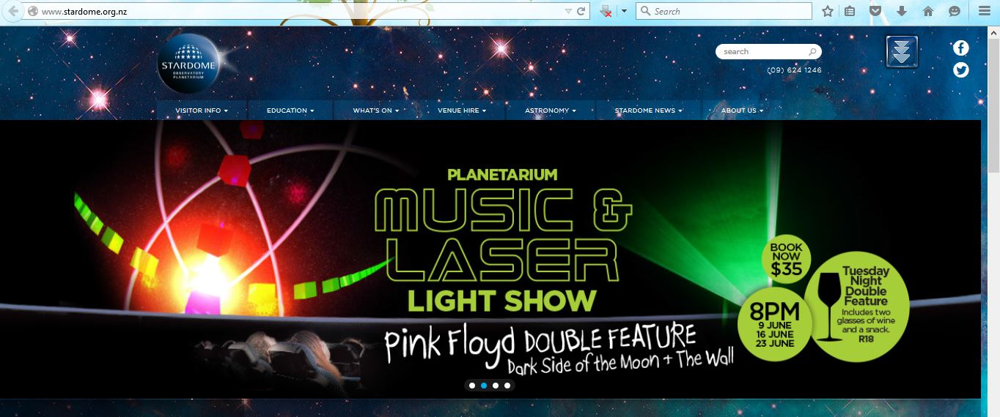 www.stardome.org.nz
Search
STARDOME
OBSERVATORY
PLANETARIUM
search
(09) 624 1246
VISITOR INFO
EDUCATION
WHAT'S ON
VENUE HIRE
ASTRONOMY
STARDOME NEWS
ABOUT US
PLANETARIUM
MUSIC &
LASER
LIGHT SHOW
Pink Floyd DOUBLE FEATURE
Dark Side of the Moon + The Wall
BOOK
NOW
$35
8PM
9 JUNE
16 JUNE
23 JUNE
Tuesday
Night
Double
Feature
Includes two
glasses of wine
and a snack.
R18